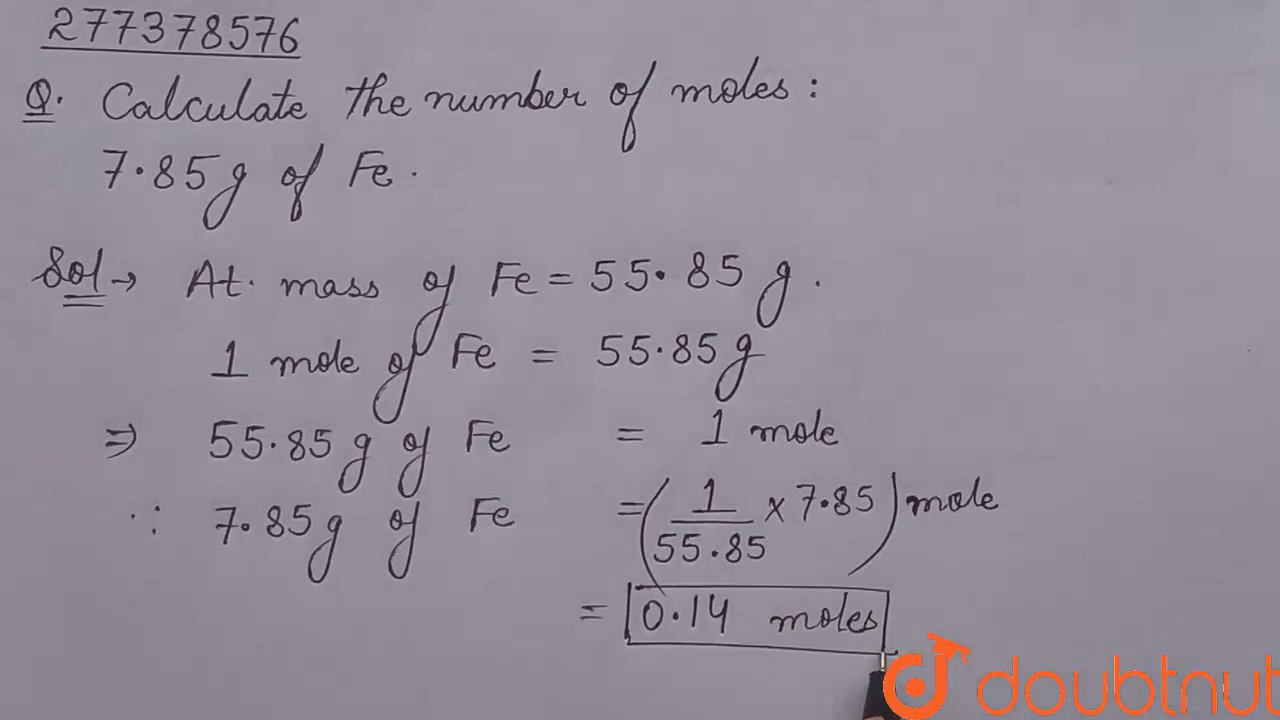 277378576
Q. Calculate the number of moles :
7.85g of Fe.
Sol→ At. mass of Fe = 55.85 g.
1 mole of Fe = 55.85 g
⇒ 55.85 g of Fe = 1 mole
∵ 7.85g of Fe = (1/55.85 × 7.85) mole
= 0.14 moles
doubtnut